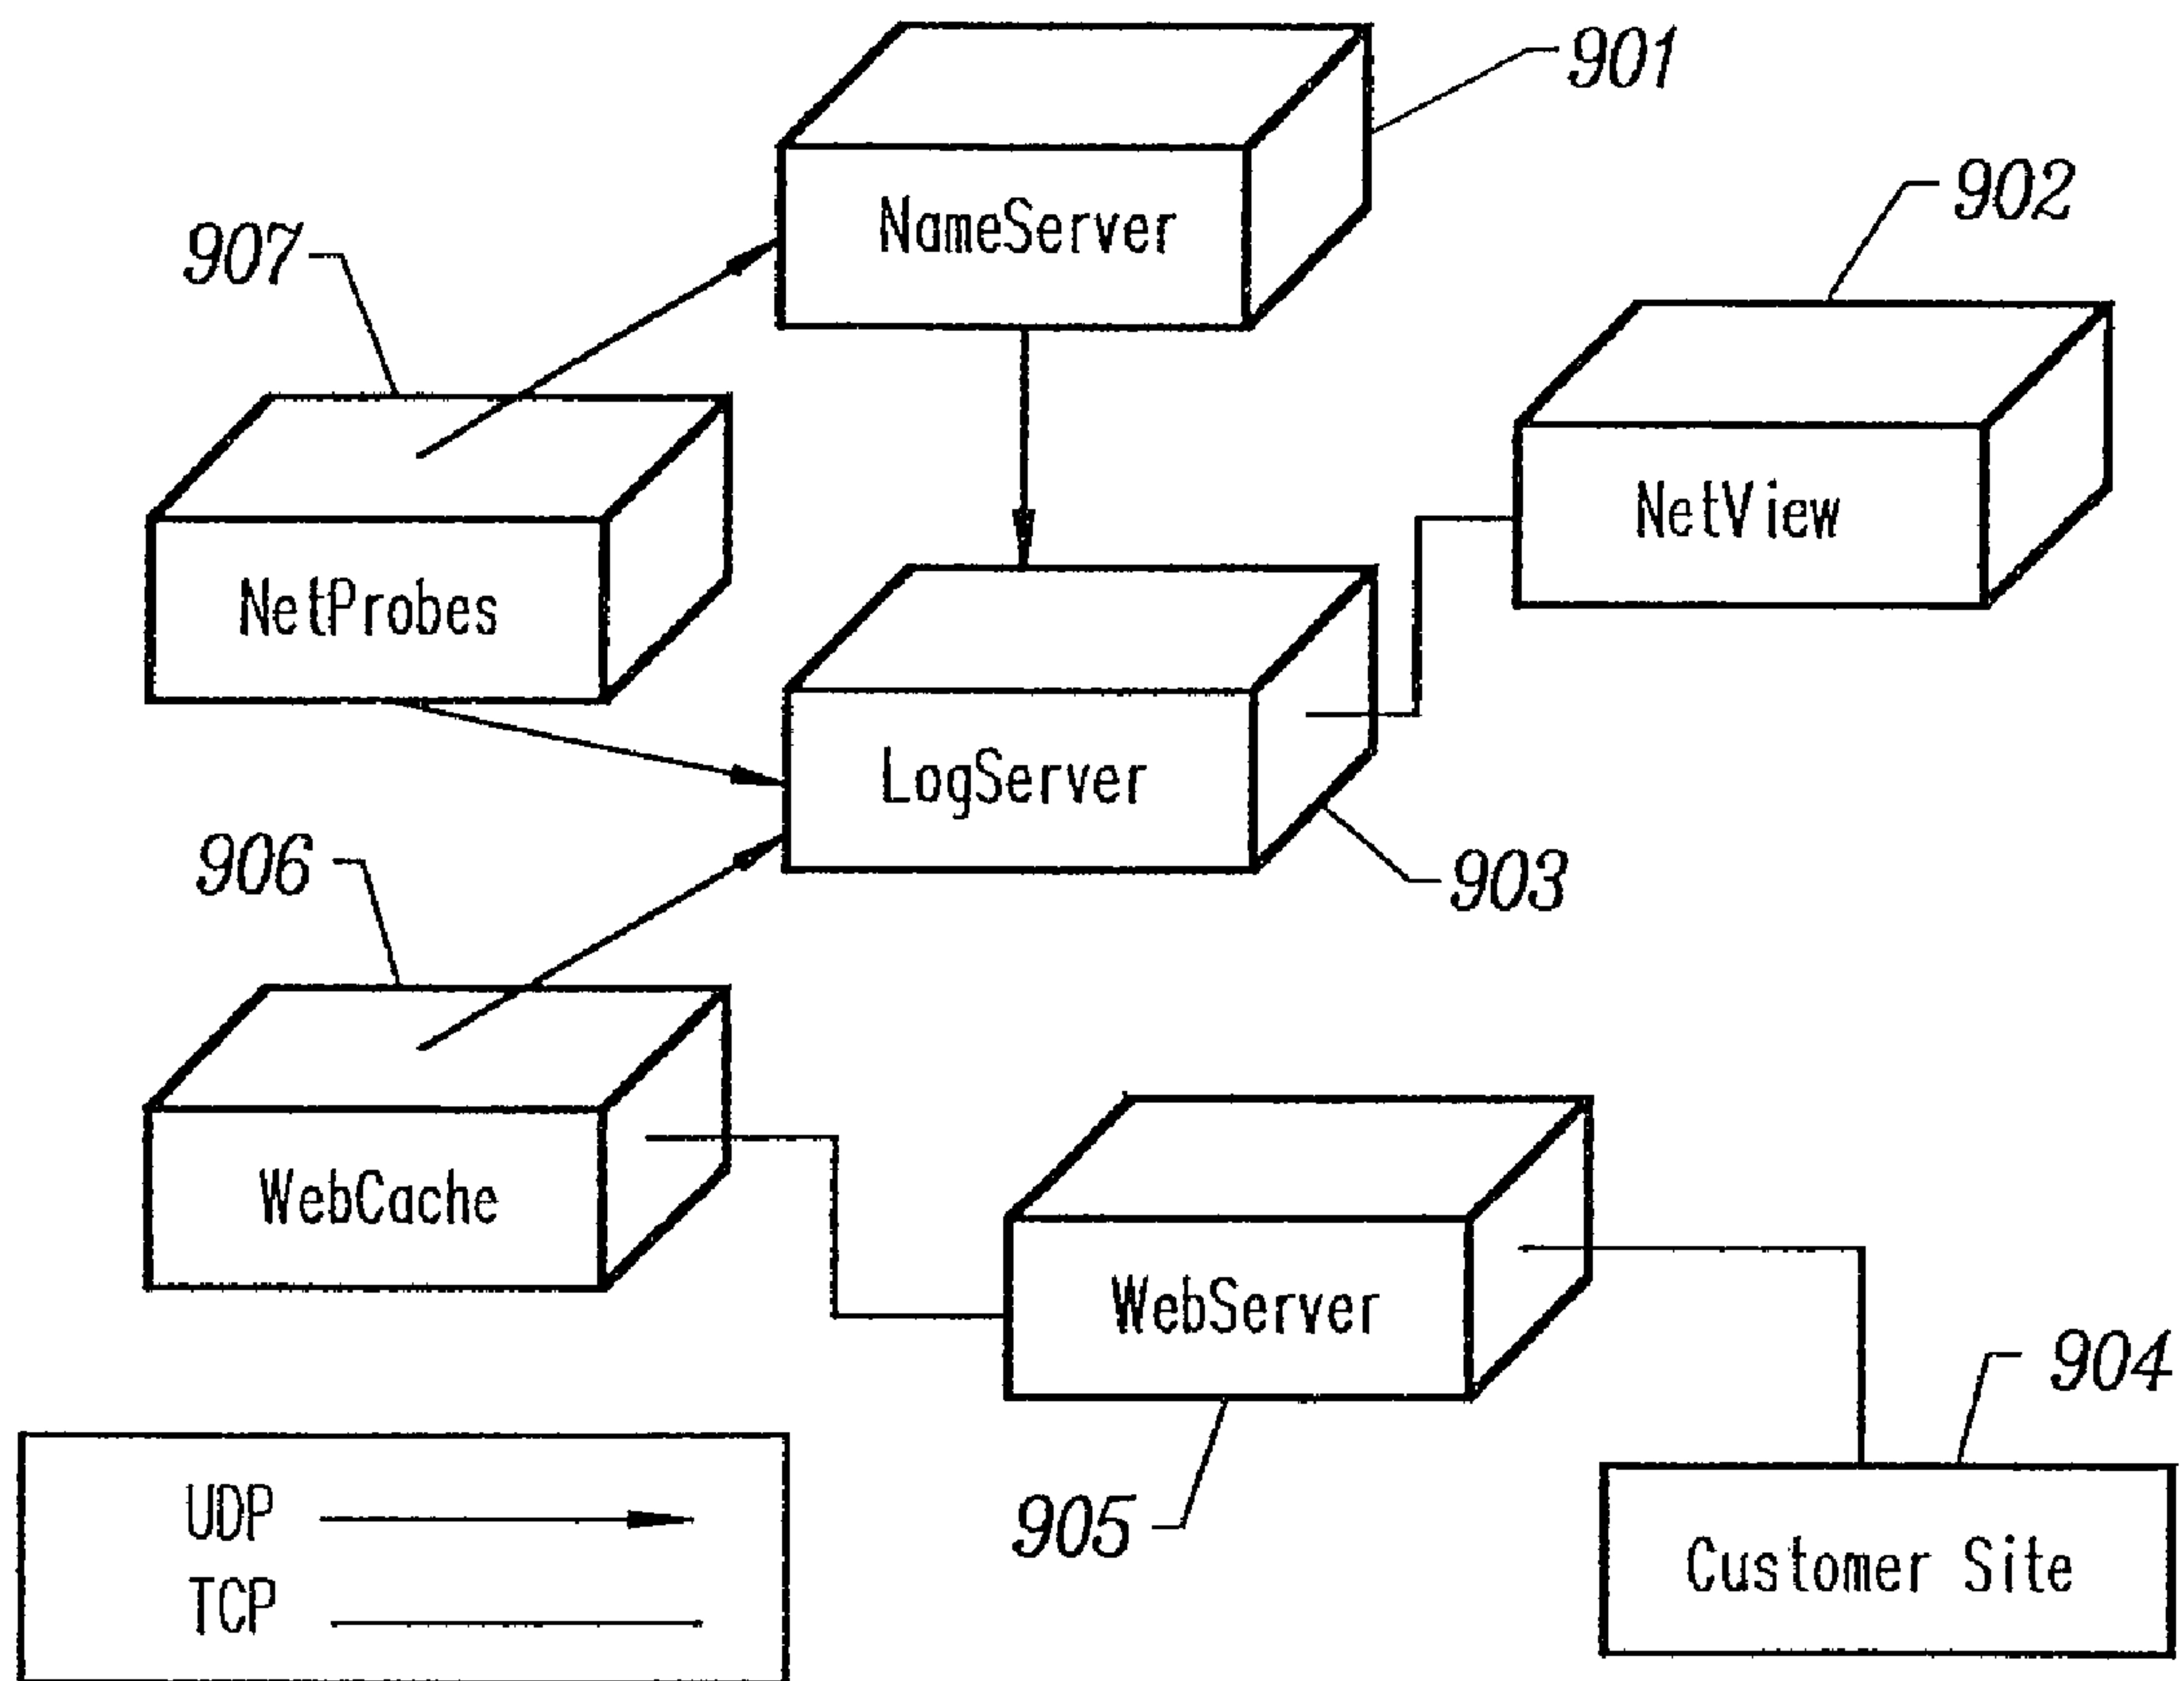 901
NameServer
902
907
NetView
NetProbes
LogServer
903
906
WebCache
WebServer
904
905
UDP
TCP
Customer Site